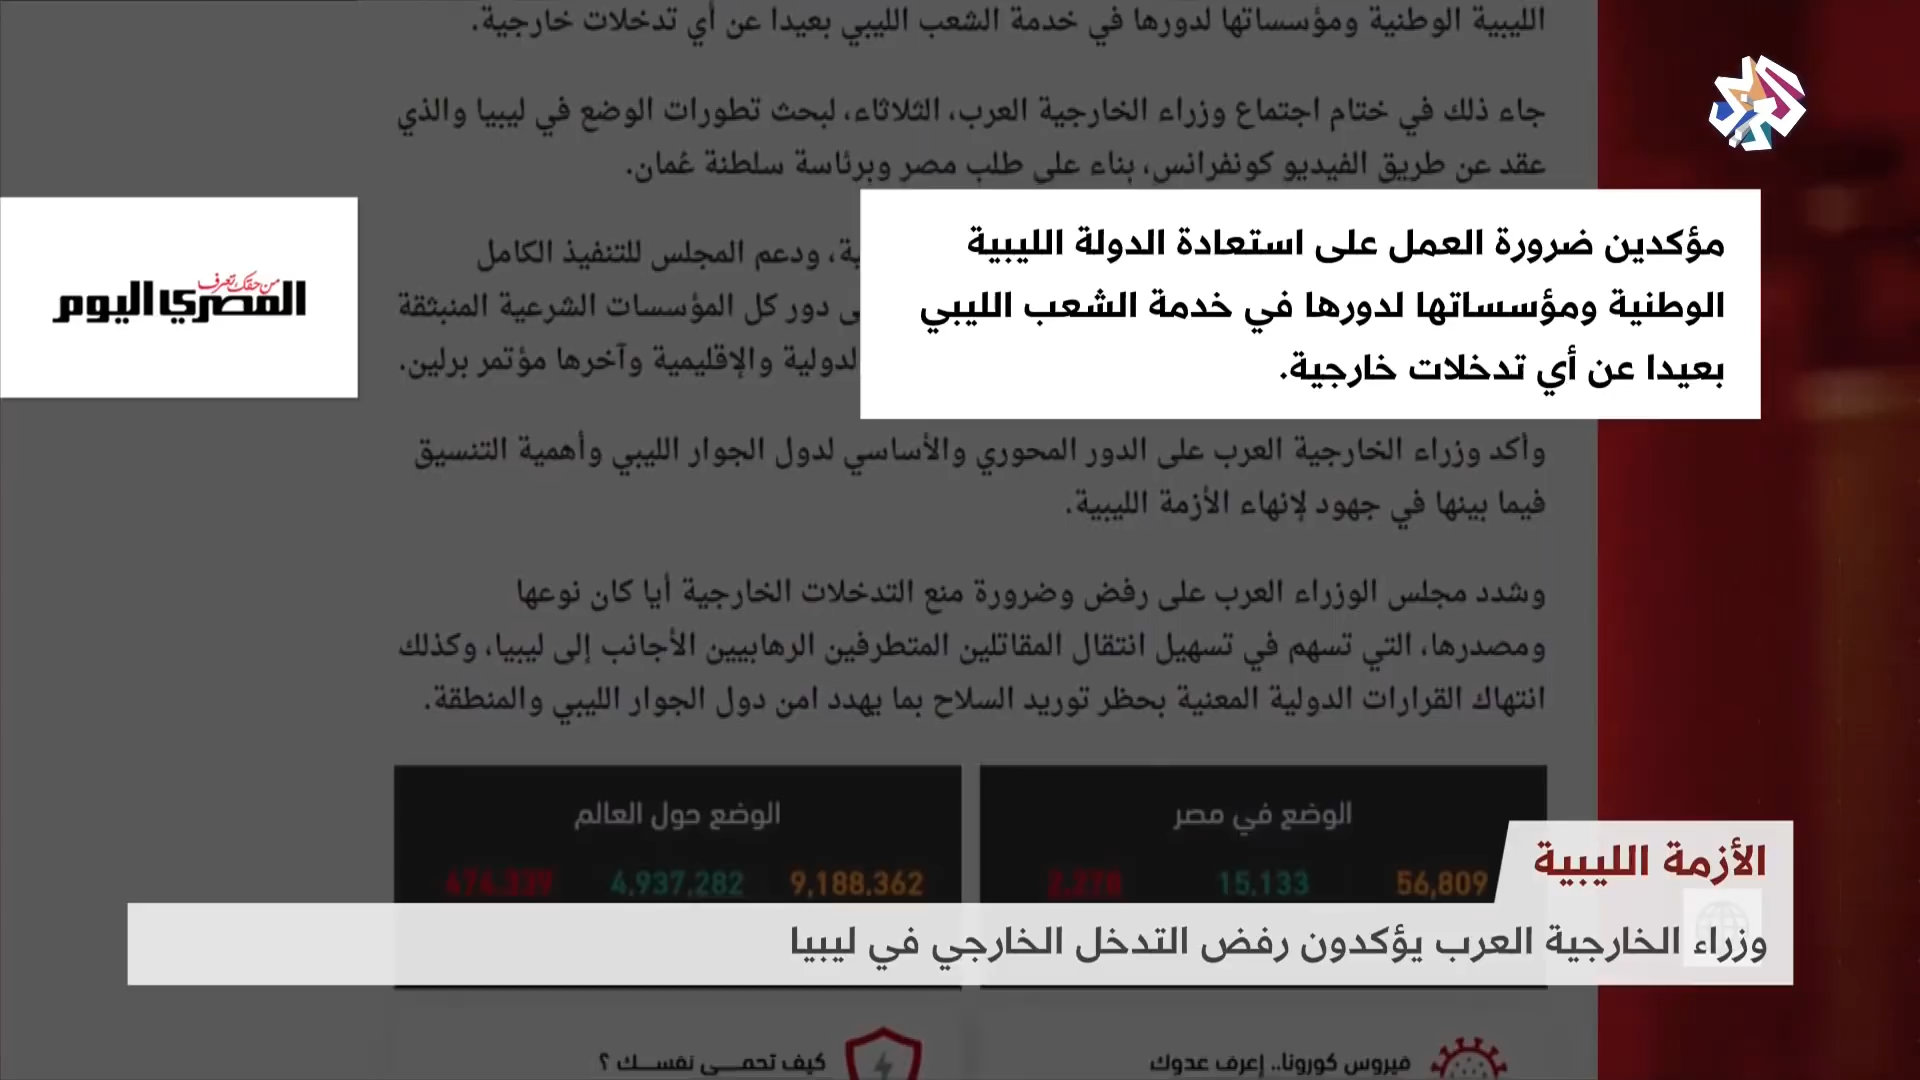 الليبية الوطنية ومؤسساتها لدورها في خدمة الشعب الليبي بعيدا عن أي تدخلات خارجية.
جاء ذلك في ختام اجتماع وزراء الخارجية العرب، الثلاثاء، لبحث تطورات الوضع في ليبيا والذي
عقد عن طريق الفيديو كونفرانس، بناء على طلب مصر وبرئاسة سلطنة عُمان.
من حقك تعرف
المصري اليوم
مؤكدين ضرورة العمل على استعادة الدولة الليبية
الوطنية ومؤسساتها لدورها في خدمة الشعب الليبي
بعيدا عن أي تدخلات خارجية.
ودعم المجلس للتنفيذ الكامل
دور كل المؤسسات الشرعية المنبثقة
والإقليمية وآخرها مؤتمر برلين.
وأكد وزراء الخارجية العرب على الدور المحوري والأساسي لدول الجوار الليبي وأهمية التنسيق
فيما بينها في جهود لإنهاء الأزمة الليبية.
وشدد مجلس الوزراء العرب على رفض وضرورة منع التدخلات الخارجية أيا كان نوعها
ومصدرها، التي تسهم في تسهيل انتقال المقاتلين المتطرفين الرهابيين الأجانب إلى ليبيا، وكذلك
انتهاك القرارات الدولية المعنية بحظر توريد السلاح بما يهدد امن دول الجوار الليبي والمنطقة.
الوضع في مصر
56,809 15,133 2,278
الوضع حول العالم
9,188,362 4,937,282 474,339
الأزمة الليبية
وزراء الخارجية العرب يؤكدون رفض التدخل الخارجي في ليبيا
فيروس كورونا.. إعرف عدوك
كيف تحمي نفسك ؟